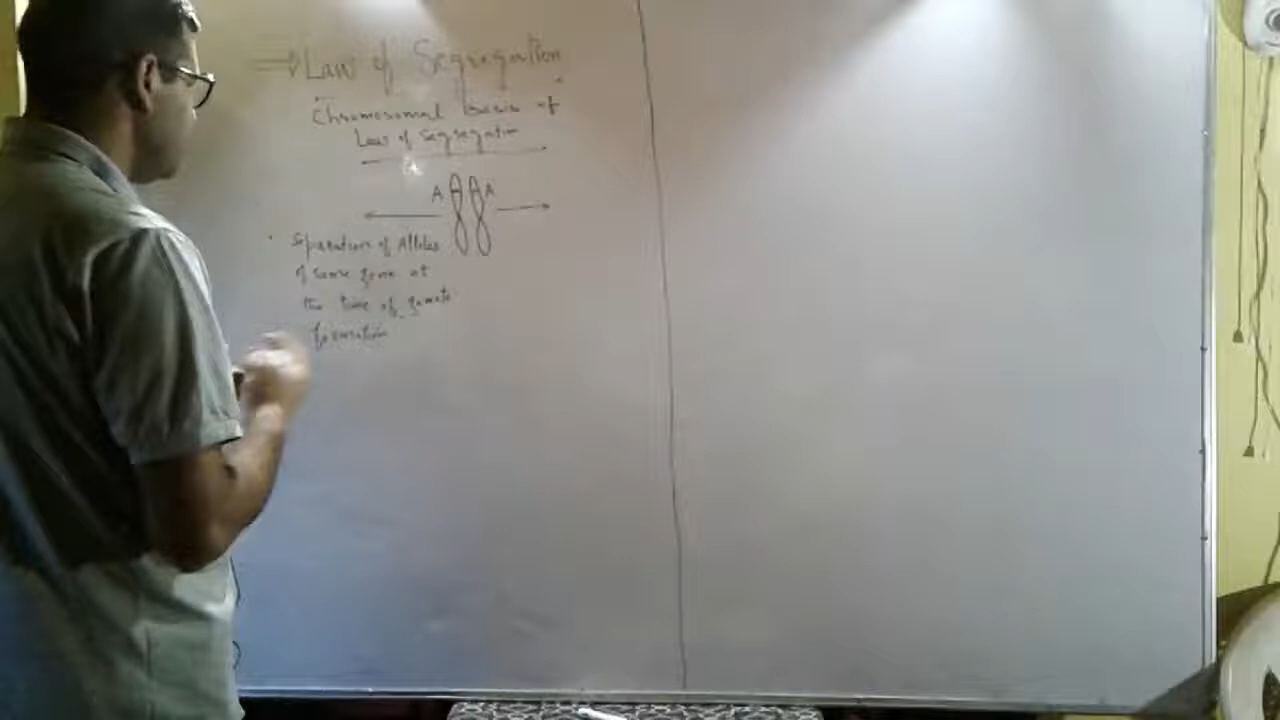 ⇒ Law of Segregation
Chromosomal basis of
Law of segregation
A A
Separation of Alleles
of same gene at
the time of gamete
formation